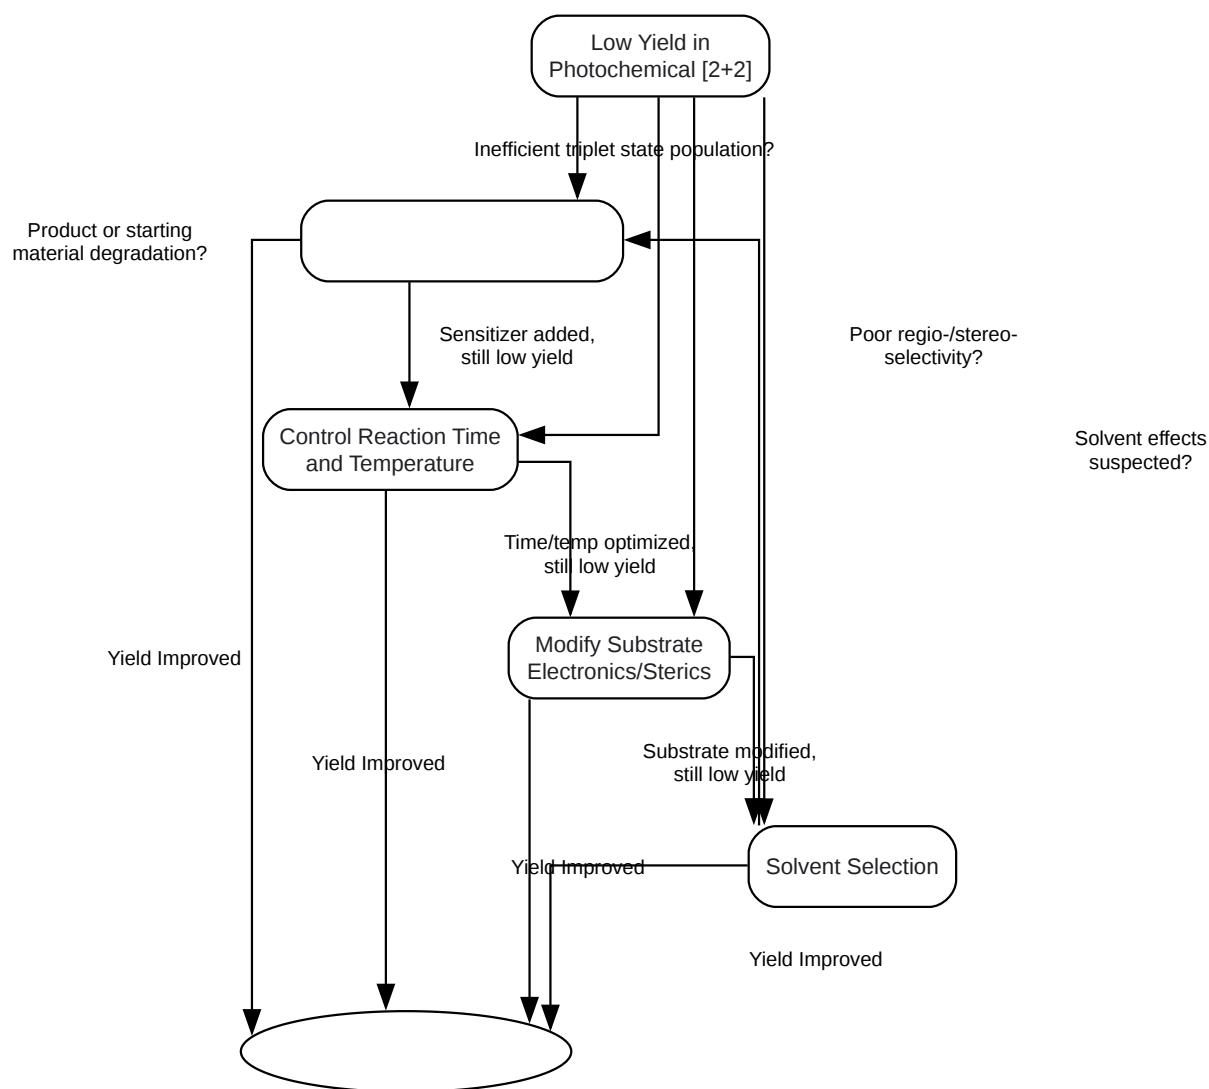 Low Yield in
Photochemical [2+2]
Inefficient triplet state population?
Product or starting
material degradation?
Sensitizer added,
still low yield
Poor regio-/stereo-
selectivity?
Control Reaction Time
and Temperature
Solvent effects
suspected?
Time/temp optimized,
still low yield
Modify Substrate
Electronics/Sterics
Yield Improved
Yield Improved
Substrate modified,
still low yield
Yield Improved
Solvent Selection
Yield Improved